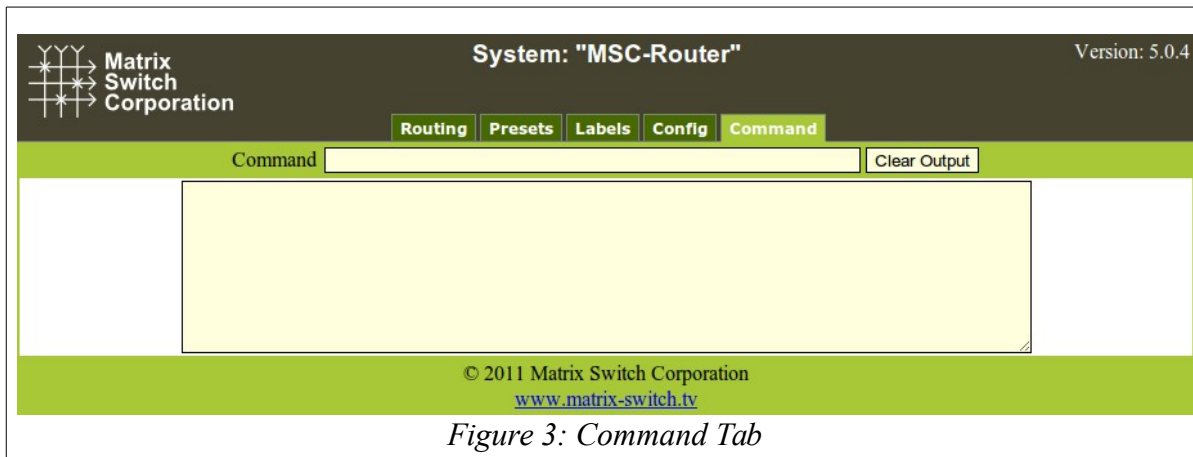 Matrix
Switch
Corporation
System: "MSC-Router"
Version: 5.0.4
Routing Presets Labels Config Command
Command
Clear Output
© 2011 Matrix Switch Corporation
www.matrix-switch.tv
Figure 3: Command Tab